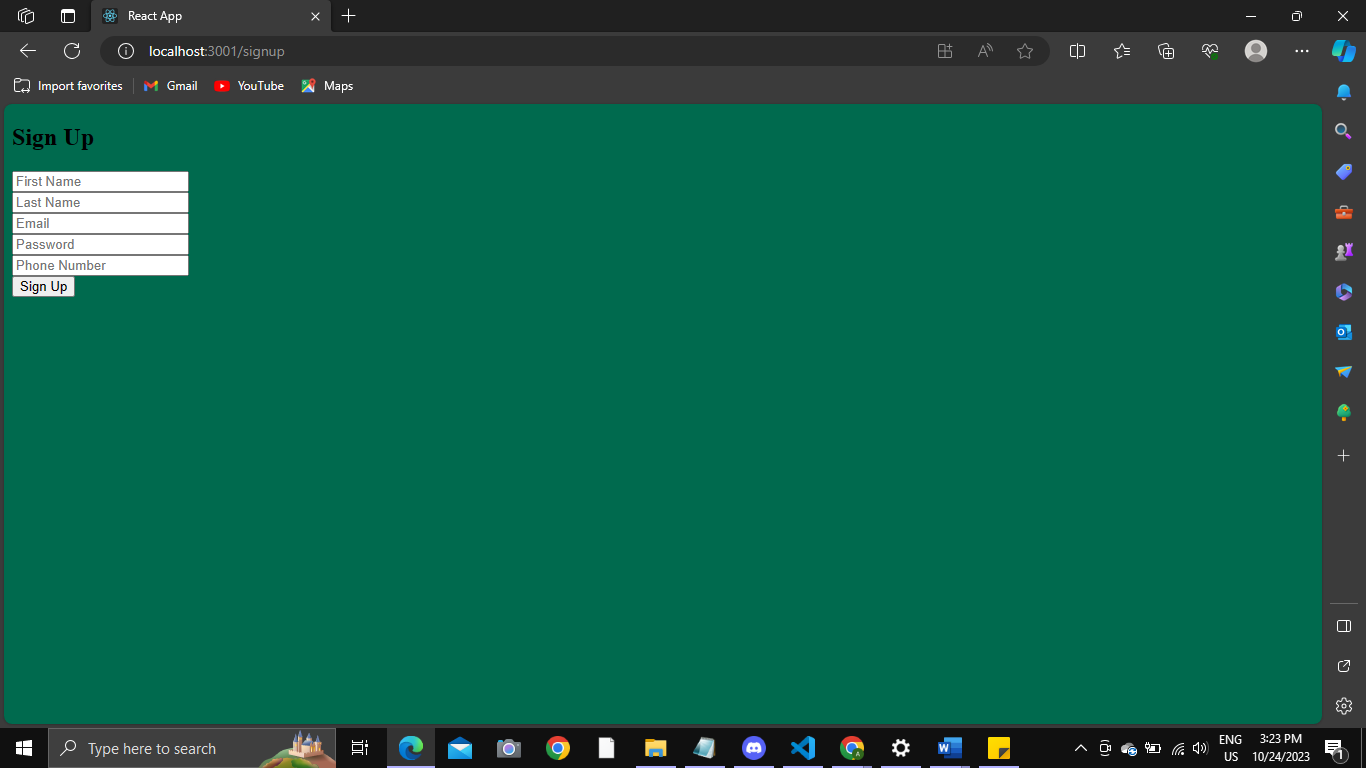 React App
localhost:3001/signup
Import favorites
Gmail
YouTube
Maps
Sign Up
First Name
Last Name
Email
Password
Phone Number
Sign Up
Type here to search
ENG
US
3:23 PM
10/24/2023
1